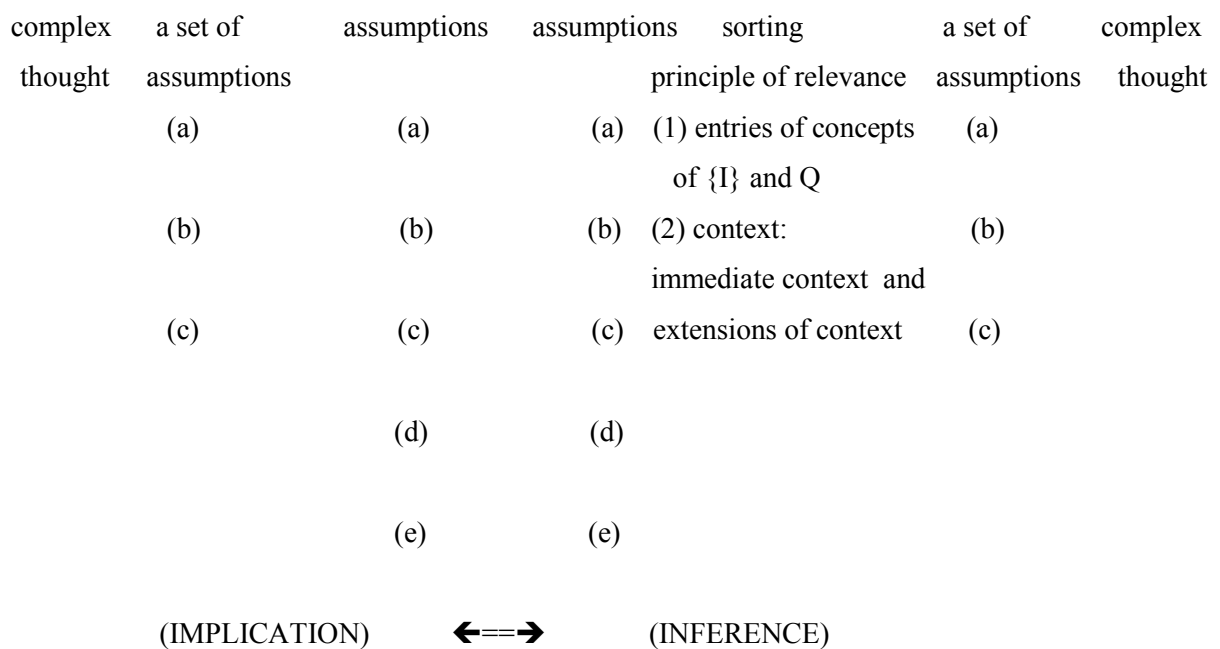 complex a set of assumptions assumptions sorting a set of complex
thought assumptions principle of relevance assumptions thought
(a) (a) (a) (1) entries of concepts (a)
of {I} and Q
(b) (b) (b) (2) context: (b)
immediate context and
(c) (c) (c) extensions of context (c)
(d) (d)
(e) (e)
(IMPLICATION) 🡸==🡺 (INFERENCE)